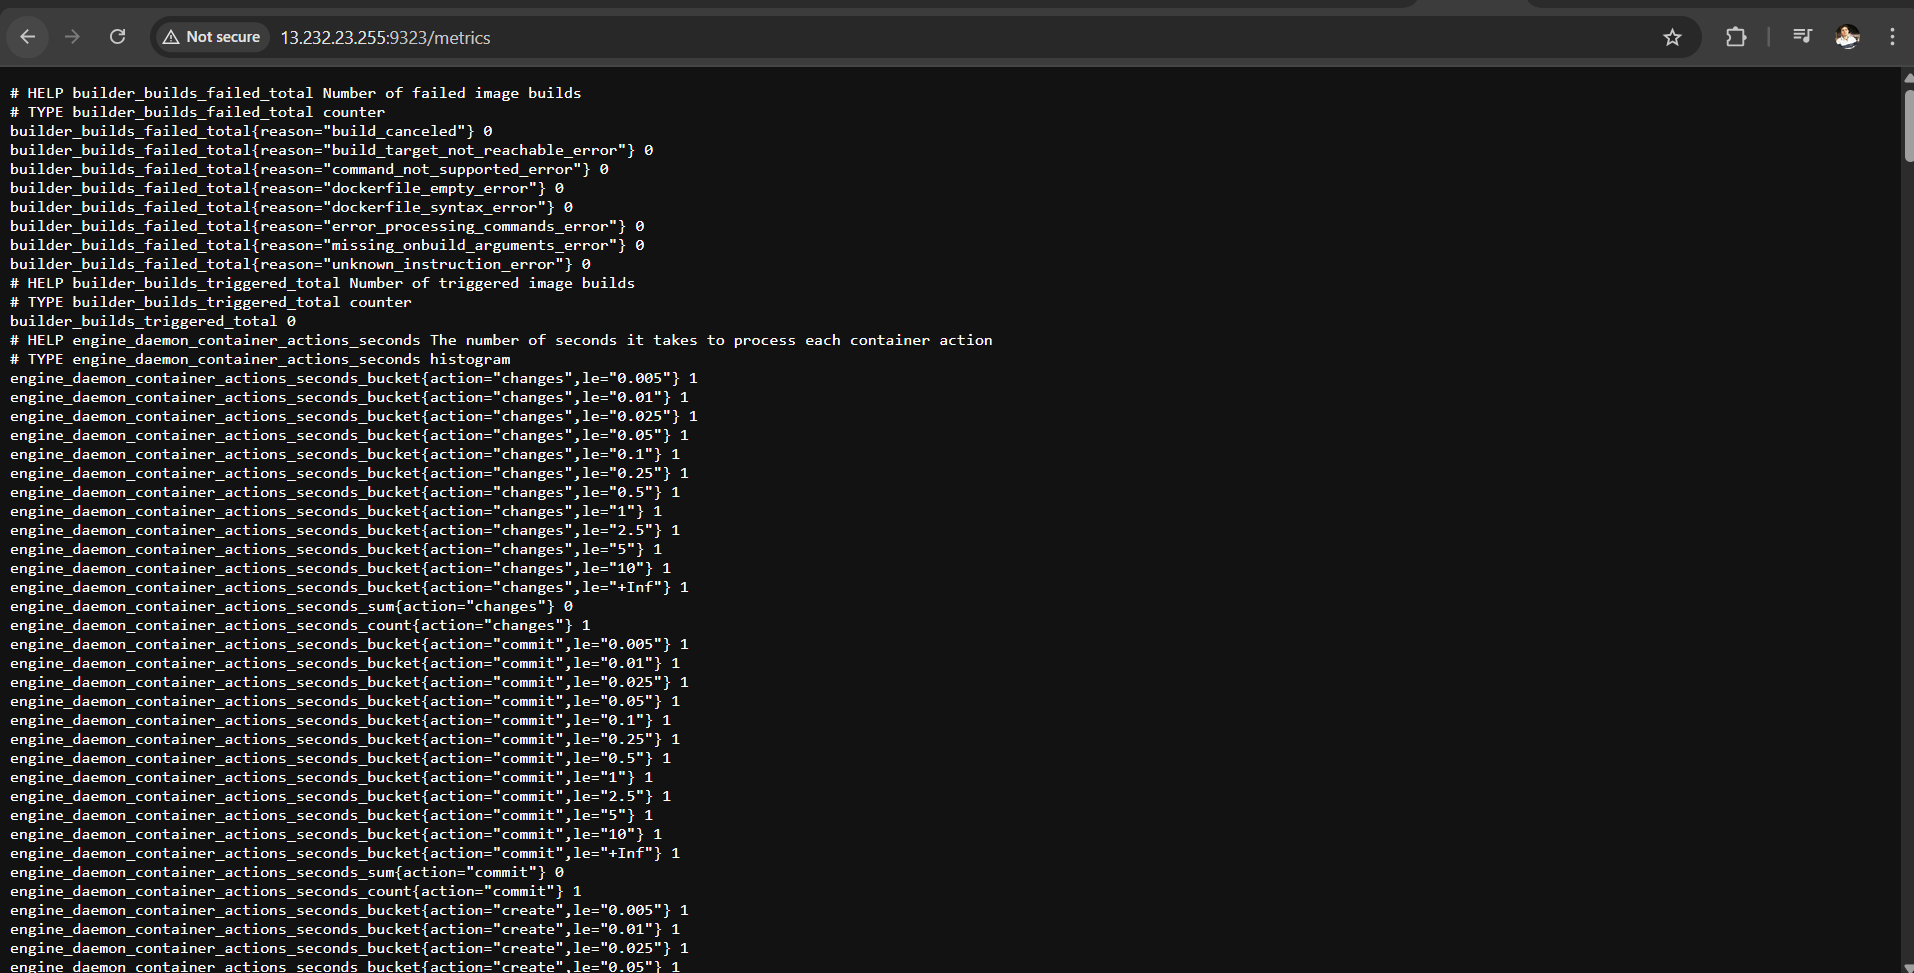 Not secure 13.232.23.255:9323/metrics
# HELP builder_builds_failed_total Number of failed image builds
# TYPE builder_builds_failed_total counter
builder_builds_failed_total{reason="build_canceled"} 0
builder_builds_failed_total{reason="build_target_not_reachable_error"} 0
builder_builds_failed_total{reason="command_not_supported_error"} 0
builder_builds_failed_total{reason="dockerfile_empty_error"} 0
builder_builds_failed_total{reason="dockerfile_syntax_error"} 0
builder_builds_failed_total{reason="error_processing_commands_error"} 0
builder_builds_failed_total{reason="missing_onbuild_arguments_error"} 0
builder_builds_failed_total{reason="unknown_instruction_error"} 0
# HELP builder_builds_triggered_total Number of triggered image builds
# TYPE builder_builds_triggered_total counter
builder_builds_triggered_total 0
# HELP engine_daemon_container_actions_seconds The number of seconds it takes to process each container action
# TYPE engine_daemon_container_actions_seconds histogram
engine_daemon_container_actions_seconds_bucket{action="changes",le="0.005"} 1
engine_daemon_container_actions_seconds_bucket{action="changes",le="0.01"} 1
engine_daemon_container_actions_seconds_bucket{action="changes",le="0.025"} 1
engine_daemon_container_actions_seconds_bucket{action="changes",le="0.05"} 1
engine_daemon_container_actions_seconds_bucket{action="changes",le="0.1"} 1
engine_daemon_container_actions_seconds_bucket{action="changes",le="0.25"} 1
engine_daemon_container_actions_seconds_bucket{action="changes",le="0.5"} 1
engine_daemon_container_actions_seconds_bucket{action="changes",le="1"} 1
engine_daemon_container_actions_seconds_bucket{action="changes",le="2.5"} 1
engine_daemon_container_actions_seconds_bucket{action="changes",le="5"} 1
engine_daemon_container_actions_seconds_bucket{action="changes",le="10"} 1
engine_daemon_container_actions_seconds_bucket{action="changes",le="+Inf"} 1
engine_daemon_container_actions_seconds_sum{action="changes"} 0
engine_daemon_container_actions_seconds_count{action="changes"} 1
engine_daemon_container_actions_seconds_bucket{action="commit",le="0.005"} 1
engine_daemon_container_actions_seconds_bucket{action="commit",le="0.01"} 1
engine_daemon_container_actions_seconds_bucket{action="commit",le="0.025"} 1
engine_daemon_container_actions_seconds_bucket{action="commit",le="0.05"} 1
engine_daemon_container_actions_seconds_bucket{action="commit",le="0.1"} 1
engine_daemon_container_actions_seconds_bucket{action="commit",le="0.25"} 1
engine_daemon_container_actions_seconds_bucket{action="commit",le="0.5"} 1
engine_daemon_container_actions_seconds_bucket{action="commit",le="1"} 1
engine_daemon_container_actions_seconds_bucket{action="commit",le="2.5"} 1
engine_daemon_container_actions_seconds_bucket{action="commit",le="5"} 1
engine_daemon_container_actions_seconds_bucket{action="commit",le="10"} 1
engine_daemon_container_actions_seconds_bucket{action="commit",le="+Inf"} 1
engine_daemon_container_actions_seconds_sum{action="commit"} 0
engine_daemon_container_actions_seconds_count{action="commit"} 1
engine_daemon_container_actions_seconds_bucket{action="create",le="0.005"} 1
engine_daemon_container_actions_seconds_bucket{action="create",le="0.01"} 1
engine_daemon_container_actions_seconds_bucket{action="create",le="0.025"} 1
engine_daemon_container_actions_seconds_bucket{action="create",le="0.05"} 1